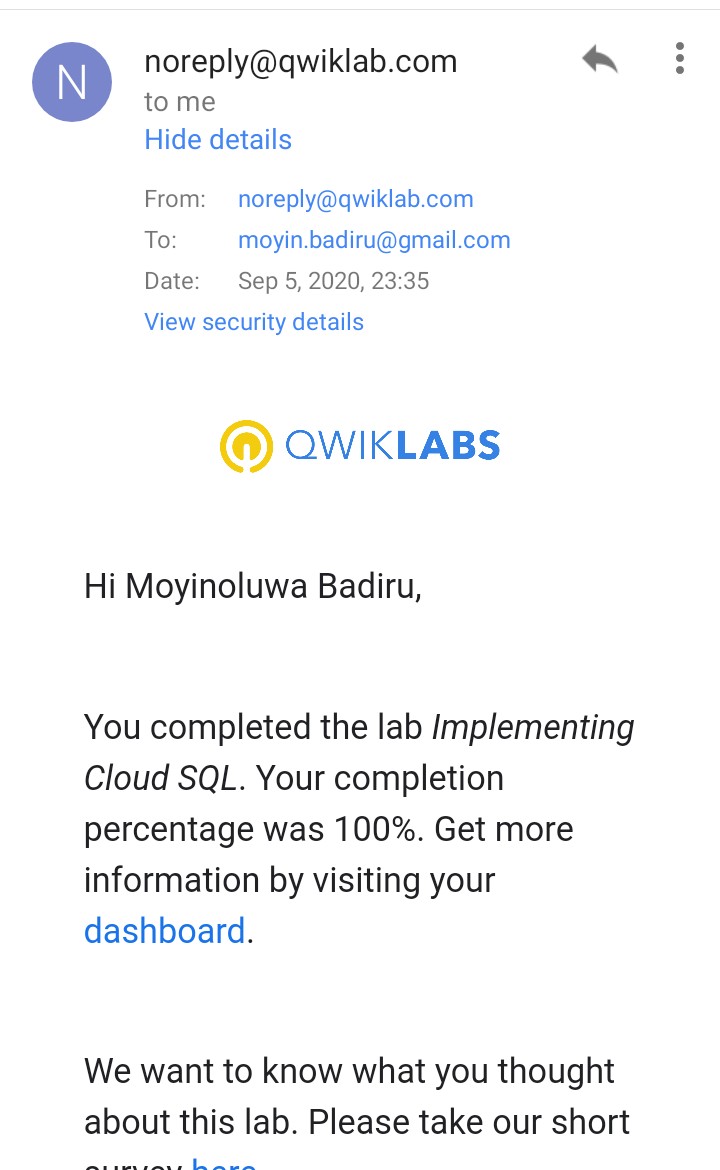 N
noreply@qwiklab.com
to me
Hide details
From: noreply@qwiklab.com
To: moyin.badiru@gmail.com
Date: Sep 5, 2020, 23:35
View security details
QWIKLABS
Hi Moyinoluwa Badiru,
You completed the lab Implementing
Cloud SQL. Your completion
percentage was 100%. Get more
information by visiting your
dashboard.
We want to know what you thought
about this lab. Please take our short
survey here